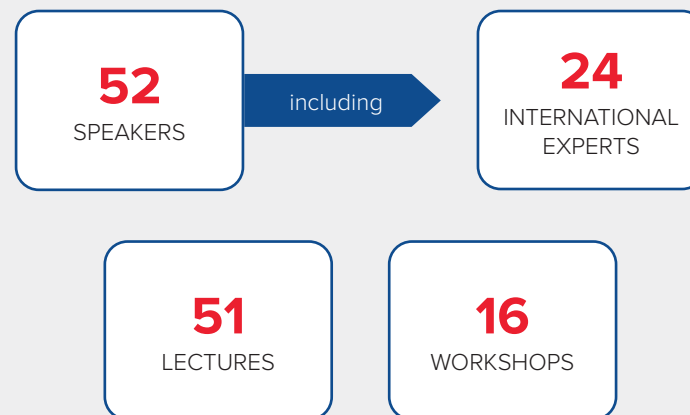 52
SPEAKERS
including
24
INTERNATIONAL
EXPERTS
51
LECTURES
16
WORKSHOPS